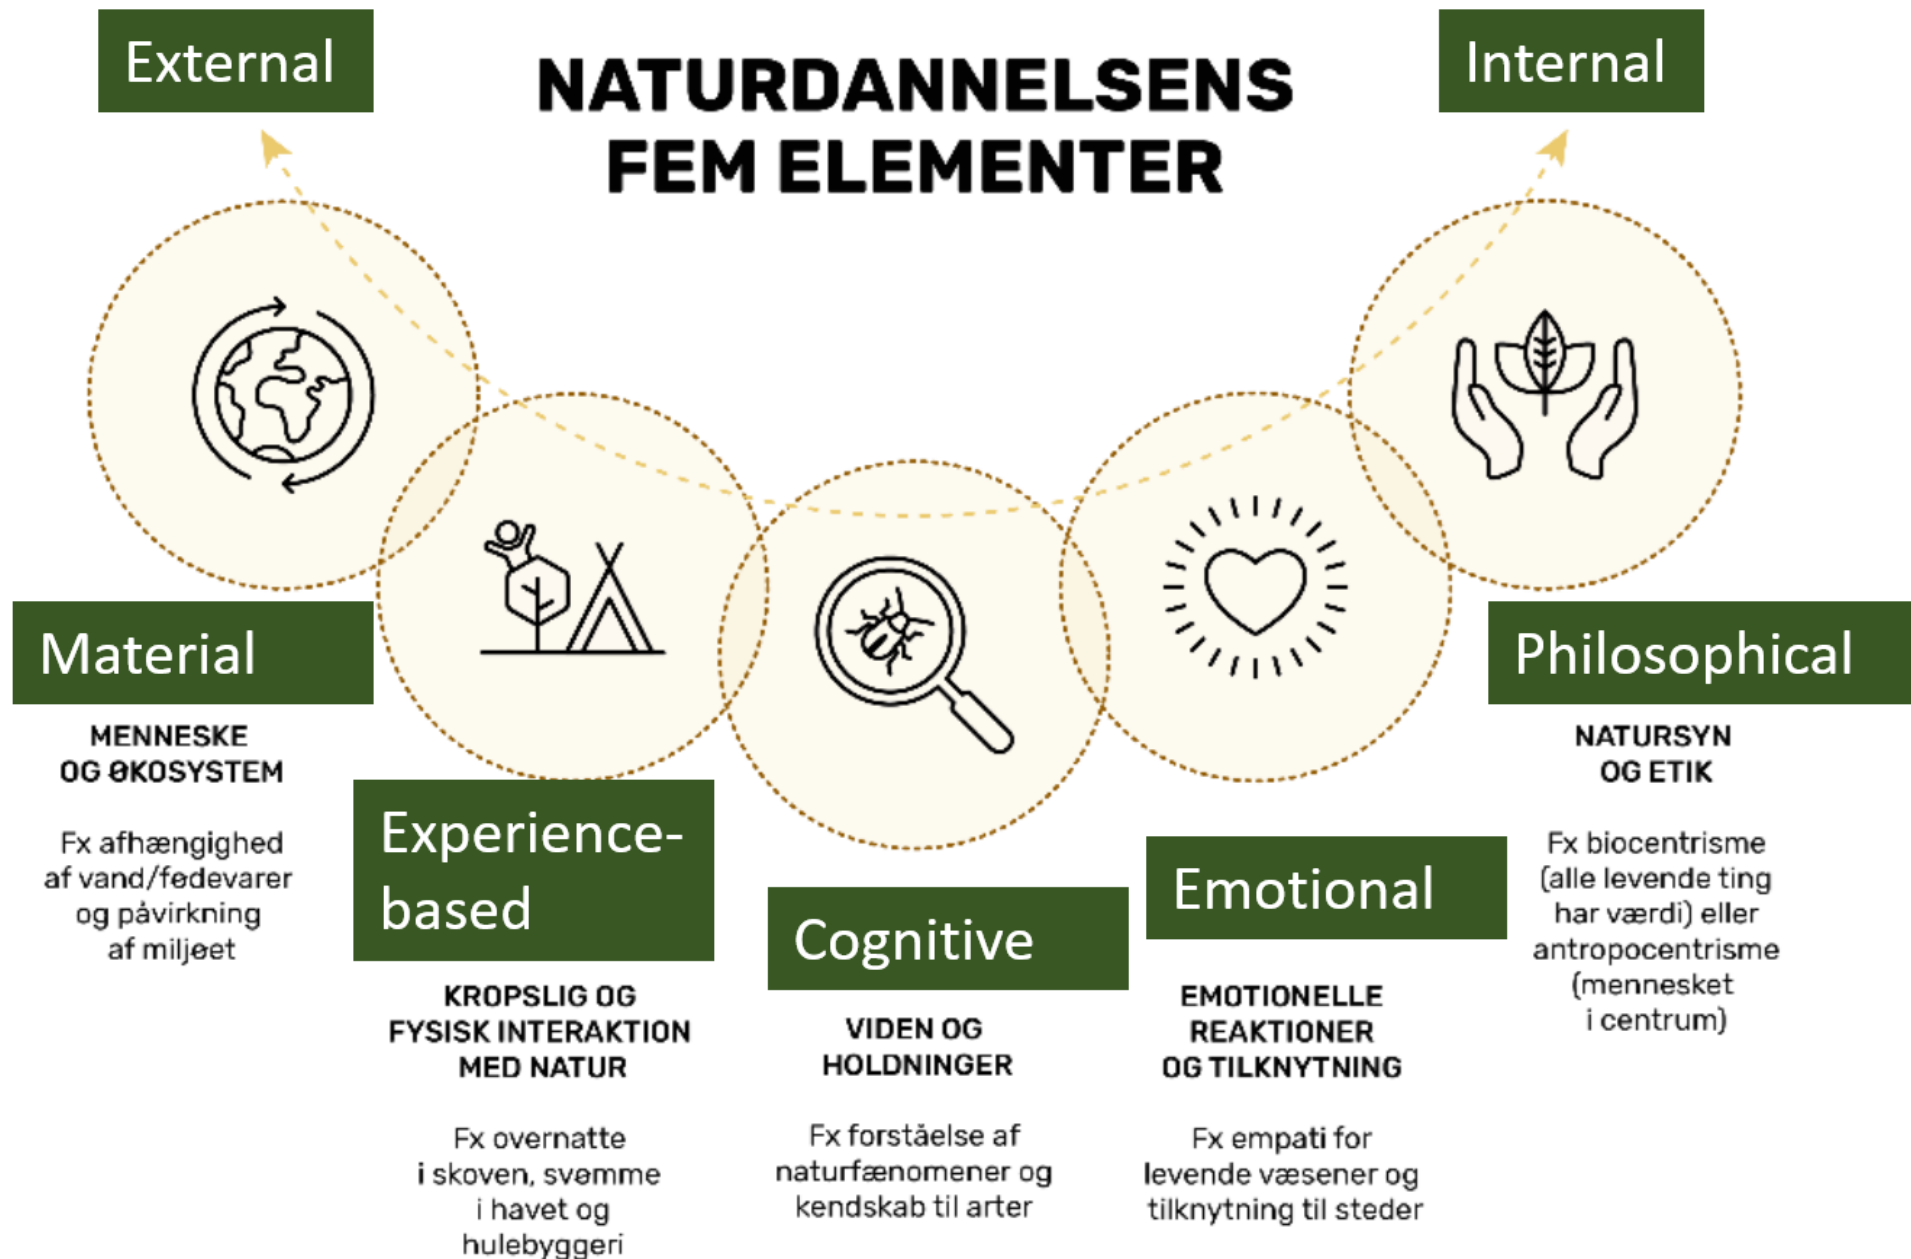 External
NATURDANNELSENS
FEM ELEMENTER
Internal
Material
MENNESKE
OG ØKOSYSTEM
Fx afhængighed
af vand/fødevarer
og påvirkning
af miljøet
Experience-
based
KROPSLIG OG
FYSISK INTERAKTION
MED NATUR
Fx overnatte
i skoven, svømme
i havet og
hulebyggeri
Cognitive
VIDEN OG
HOLDNINGER
Fx forståelse af
naturfænomener og
kendskab til arter
Emotional
EMOTIONELLE
REAKTIONER
OG TILKNYTNING
Fx empati for
levende væsener og
tilknytning til steder
Philosophical
NATURSYN
OG ETIK
Fx biocentrisme
(alle levende ting
har værdi) eller
antropocentrisme
(mennesket
i centrum)